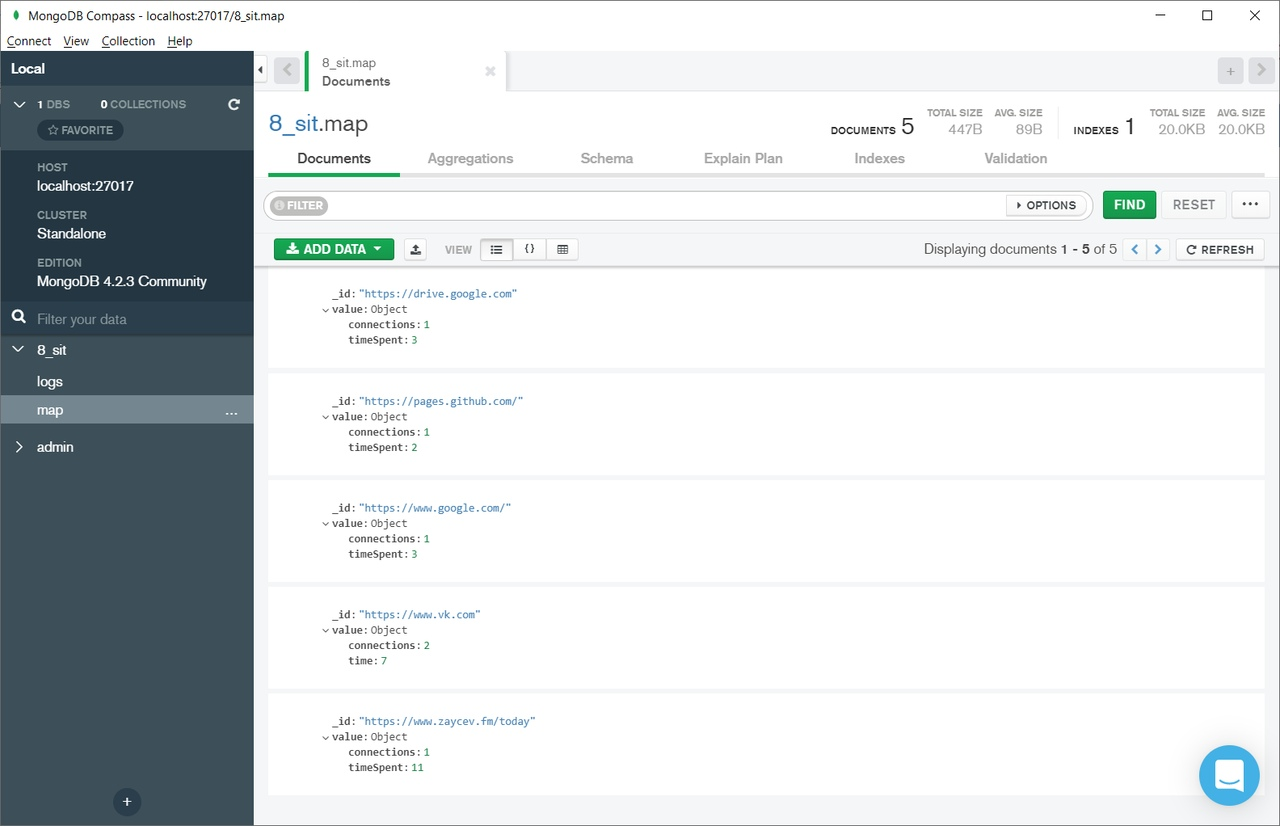 MongoDB Compass - localhost:27017/8_sit.map
Connect View Collection Help
Local
1 DBS 0 COLLECTIONS
FAVORITE
HOST
localhost:27017
CLUSTER
Standalone
EDITION
MongoDB 4.2.3 Community
Filter your data
8_sit
logs
map ...
admin
+
8_sit.map
Documents
+
8_sit.map
DOCUMENTS 5
TOTAL SIZE AVG. SIZE
447B 89B
INDEXES 1
TOTAL SIZE AVG. SIZE
20.0KB 20.0KB
Documents Aggregations Schema Explain Plan Indexes Validation
FILTER OPTIONS FIND RESET ...
ADD DATA VIEW {} Displaying documents 1 - 5 of 5 < > REFRESH
_id: "https://drive.google.com"
value: Object
connections: 1
timeSpent: 3
_id: "https://pages.github.com/"
value: Object
connections: 1
timeSpent: 2
_id: "https://www.google.com/"
value: Object
connections: 1
timeSpent: 3
_id: "https://www.vk.com"
value: Object
connections: 2
time: 7
_id: "https://www.zaycev.fm/today"
value: Object
connections: 1
timeSpent: 11